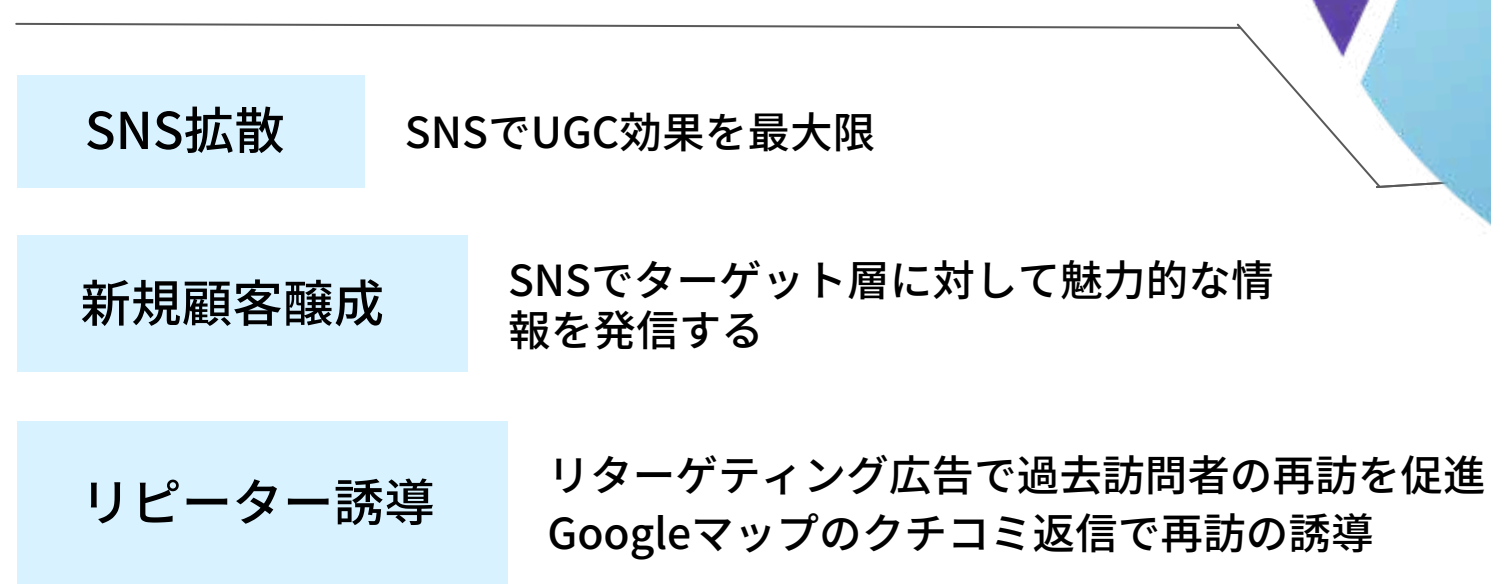 SNS拡散
SNSでUGC効果を最大限
新規顧客醸成
SNSでターゲット層に対して魅力的な情
報を発信する
リピーター誘導
リターゲティング広告で過去訪問者の再訪を促進
Googleマップのクチコミ返信で再訪の誘導